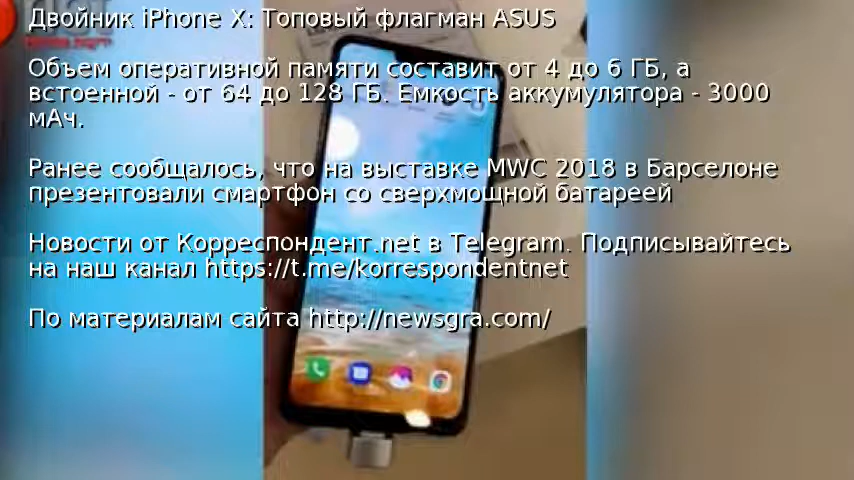 Двойник iPhone X: Топовый флагман ASUS
Объем оперативной памяти составит от 4 до 6 ГБ, а
встоенной - от 64 до 128 ГБ. Емкость аккумулятора - 3000
мАч.
Ранее сообщалось, что на выставке MWC 2018 в Барселоне
презентовали смартфон со сверхмощной батареей
Новости от Корреспондент.net в Telegram. Подписывайтесь
на наш канал https://t.me/korrespondentnet
По материалам сайта http://newsgra.com/